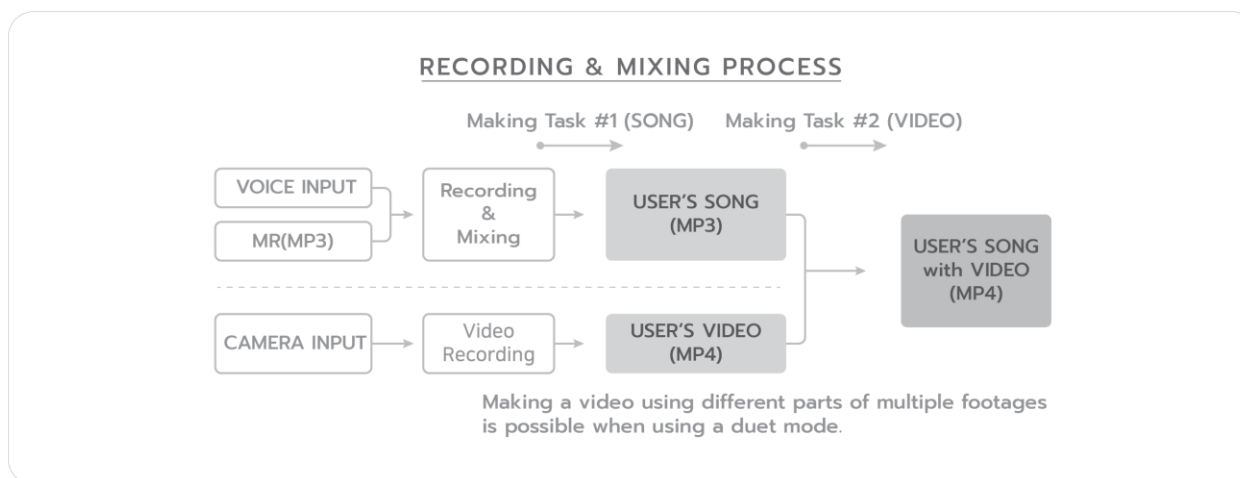 RECORDING & MIXING PROCESS
Making Task #1 (SONG)
Making Task #2 (VIDEO)
VOICE INPUT
MR(MP3)
Recording
&
Mixing
USER'S SONG
(MP3)
USER'S SONG
with VIDEO
(MP4)
CAMERA INPUT
Video
Recording
USER'S VIDEO
(MP4)
Making a video using different parts of multiple footages
is possible when using a duet mode.